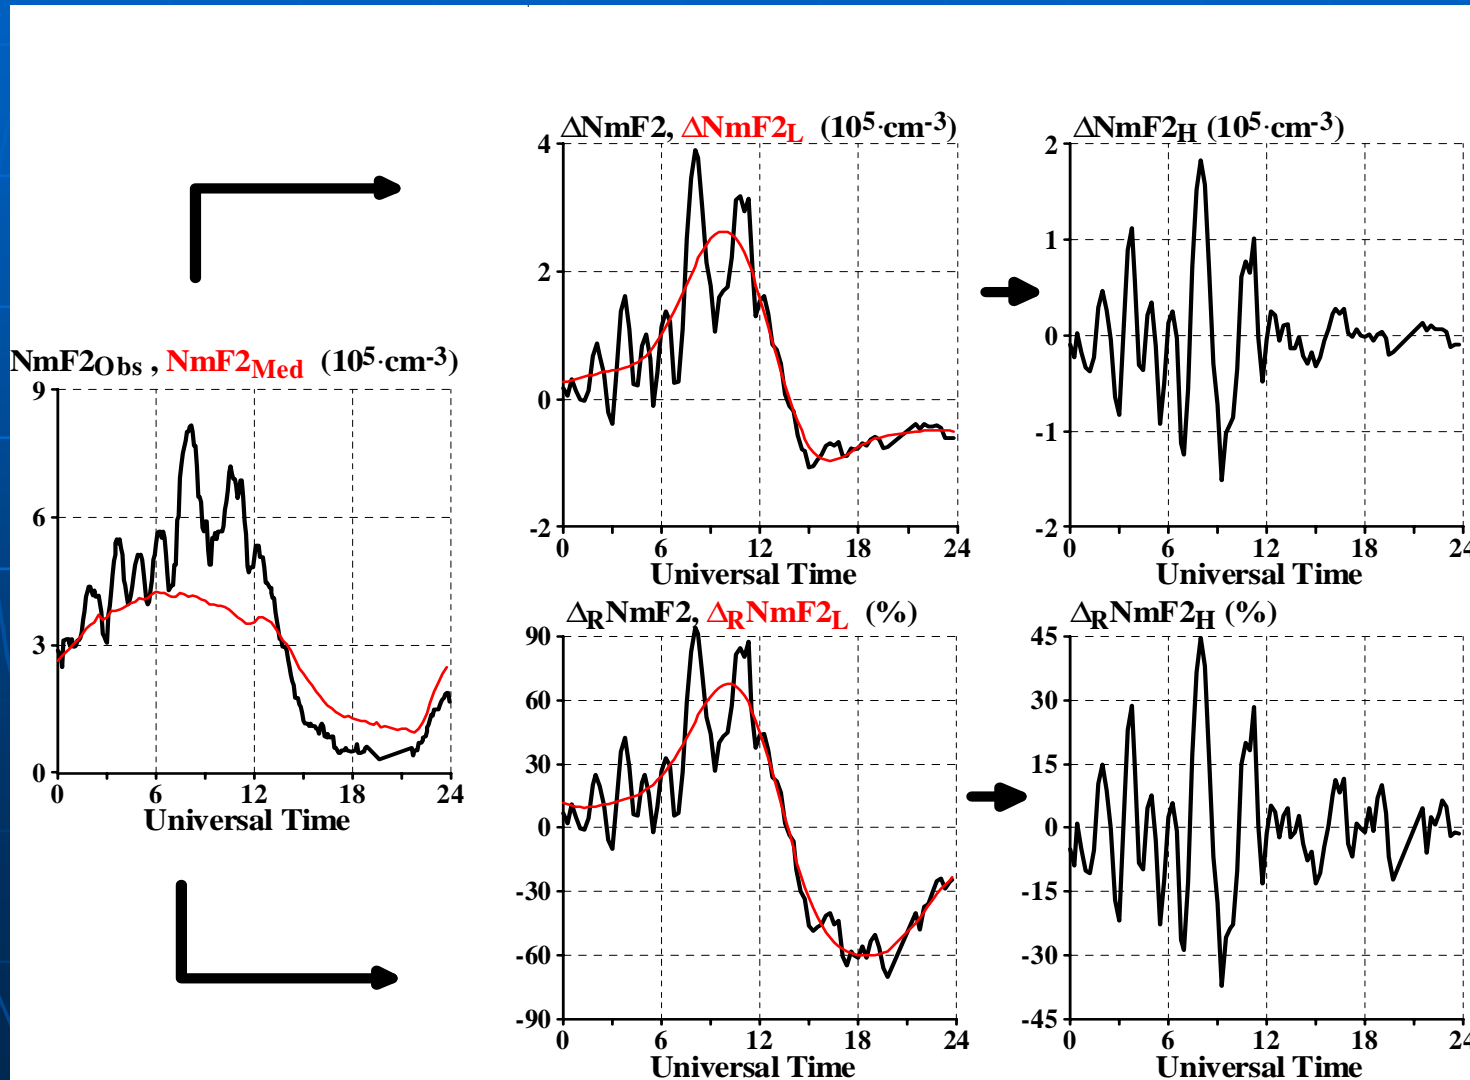 NmF2Obs , NmF2Med (10⁵·cm⁻³)
9
6
3
0
0 6 12 18 24
Universal Time
ΔNmF2, ΔNmF2L (10⁵·cm⁻³)
4
2
0
-2
0 6 12 18 24
Universal Time
ΔNmF2H (10⁵·cm⁻³)
2
1
0
-1
-2
0 6 12 18 24
Universal Time
ΔRNmF2, ΔRNmF2L (%)
90
60
30
0
-30
-60
-90
0 6 12 18 24
Universal Time
ΔRNmF2H (%)
45
30
15
0
-15
-30
-45
0 6 12 18 24
Universal Time